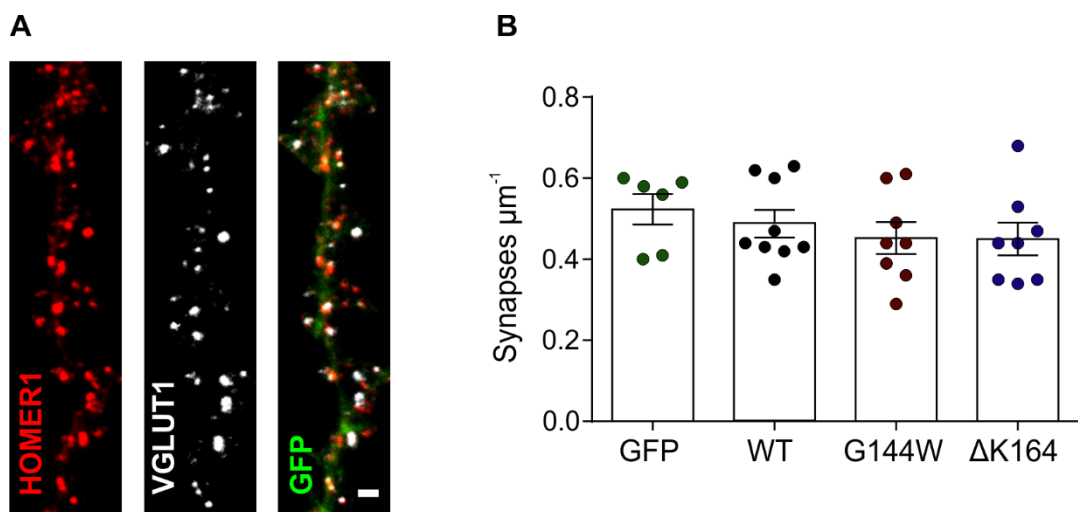 A
B
HOMER1
VGLUT1
GFP
Synapses µm⁻¹
0.8
0.6
0.4
0.2
0.0
GFP WT G144W ΔK164